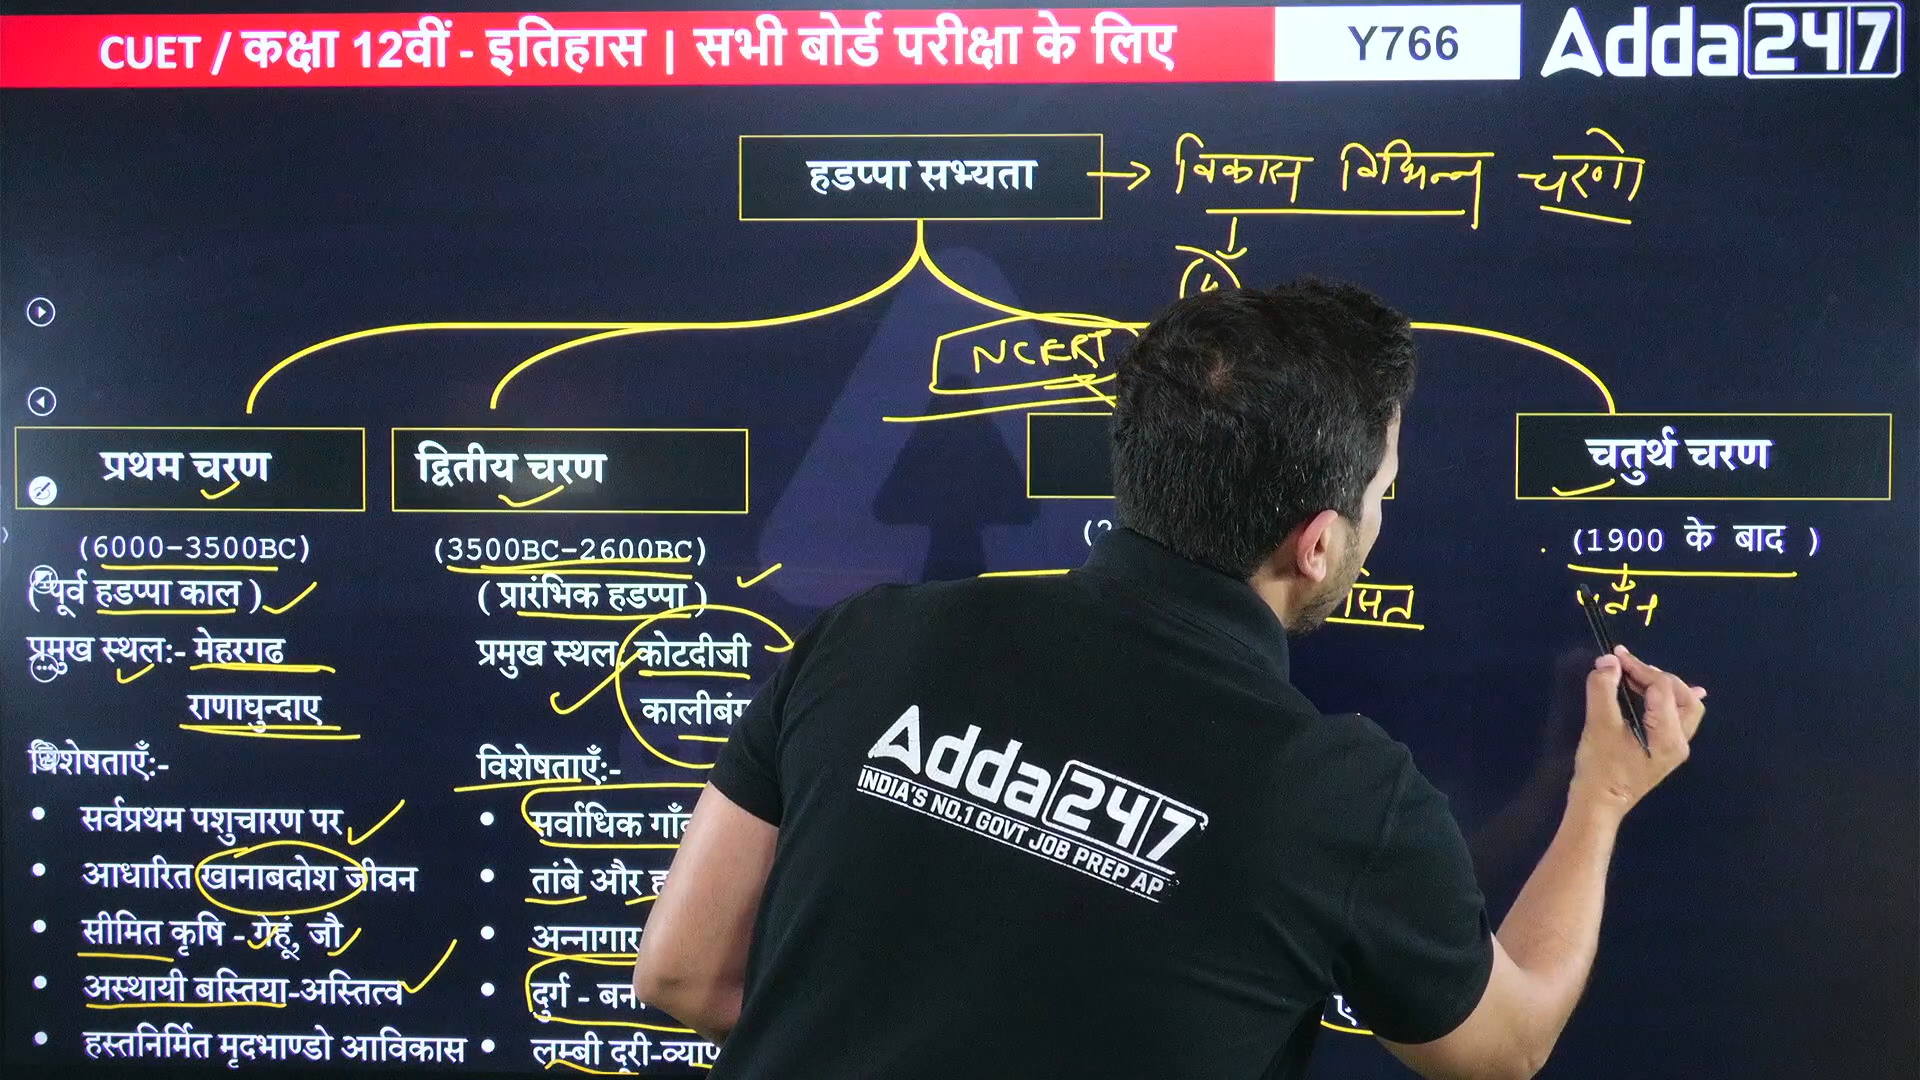 CUET / कक्षा 12वीं - इतिहास | सभी बोर्ड परीक्षा के लिए
Y766
Adda247
हडप्पा सभ्यता
विकास विभिन्न चरणो
NCERT
प्रथम चरण
(6000-3500BC)
(पूर्व हडप्पा काल)
प्रमुख स्थल:- मेहरगढ
राणाघुन्दाए
विशेषताएँ:-
• सर्वप्रथम पशुचारण पर
• आधारित खानाबदोश जीवन
• सीमित कृषि - गेहूं, जौ
• अस्थायी बस्तिया-अस्तित्व
• हस्तनिर्मित मृदभाण्डो आविकास
द्वितीय चरण
(3500BC-2600BC)
( प्रारंभिक हडप्पा )
प्रमुख स्थल. कोटदीजी
विशेषताएँ:-
• सर्वाधिक
• तांबे और
• अन्नागार
• दुर्ग -
• लम्बी दूरी-
चतुर्थ चरण
(1900 के बाद )
Adda247
INDIA'S NO.1 GOVT JOB PREP AP